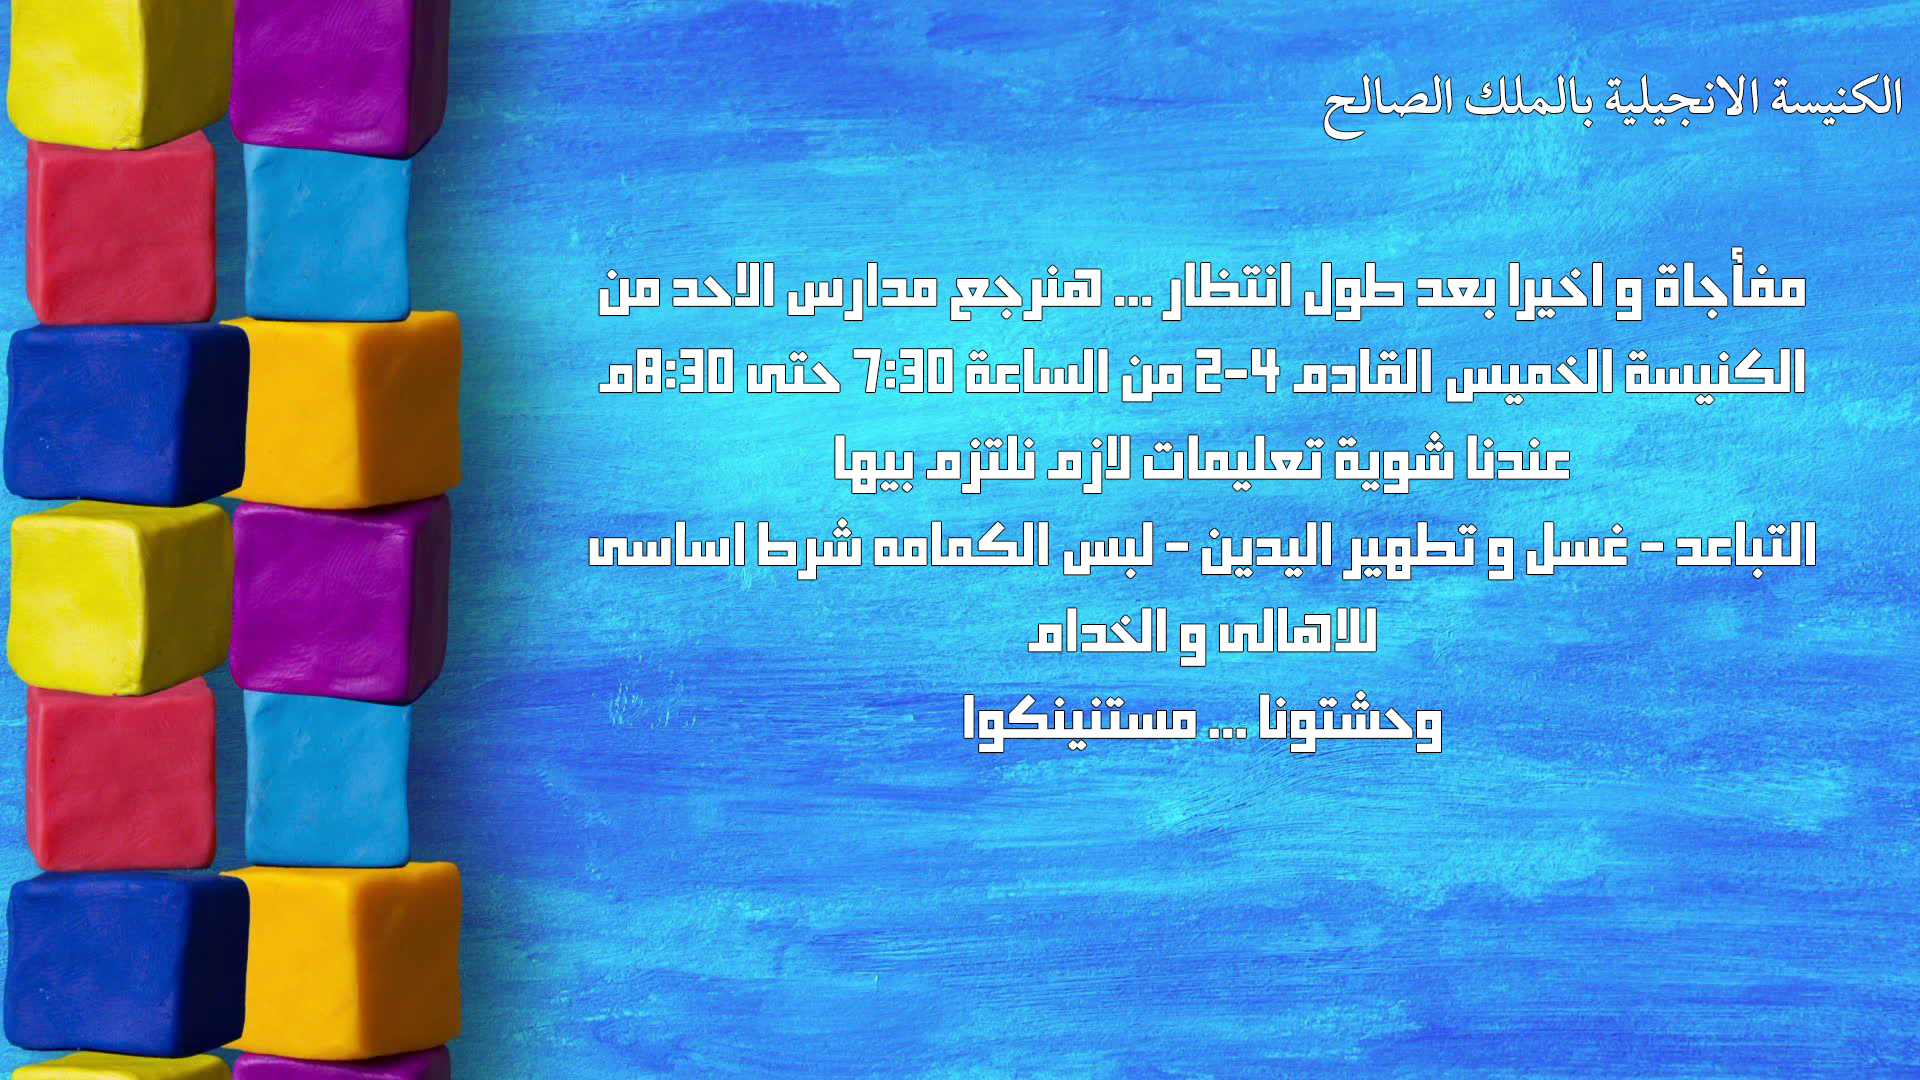 الكنيسة الانجيلية بالملك الصالح
مفأجاة و اخيرا بعد طول انتظار ... هنرجع مدارس الاحد من
الكنيسة الخميس القادم 4-2 من الساعة 7:30 حتى 8:30م
عندنا شوية تعليمات لازم نلتزم بيها
التباعد - غسل و تطهير اليدين - لبس الكمامه شرط اساسى
للاهالى و الخدام
وحشتونا ... مستنينكوا